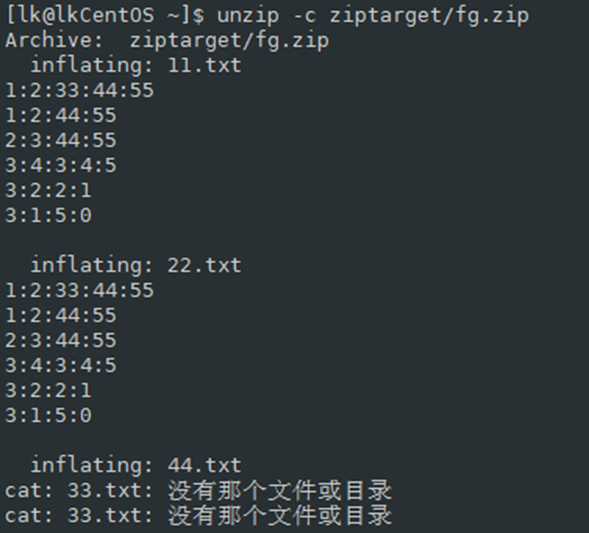 [lk@lkCentOS ~]$ unzip -c ziptarget/fg.zip
Archive:  ziptarget/fg.zip
  inflating: 11.txt
1:2:33:44:55
1:2:44:55
2:3:44:55
3:4:3:4:5
3:2:2:1
3:1:5:0
  inflating: 22.txt
1:2:33:44:55
1:2:44:55
2:3:44:55
3:4:3:4:5
3:2:2:1
3:1:5:0
  inflating: 44.txt
cat: 33.txt: 没有那个文件或目录
cat: 33.txt: 没有那个文件或目录